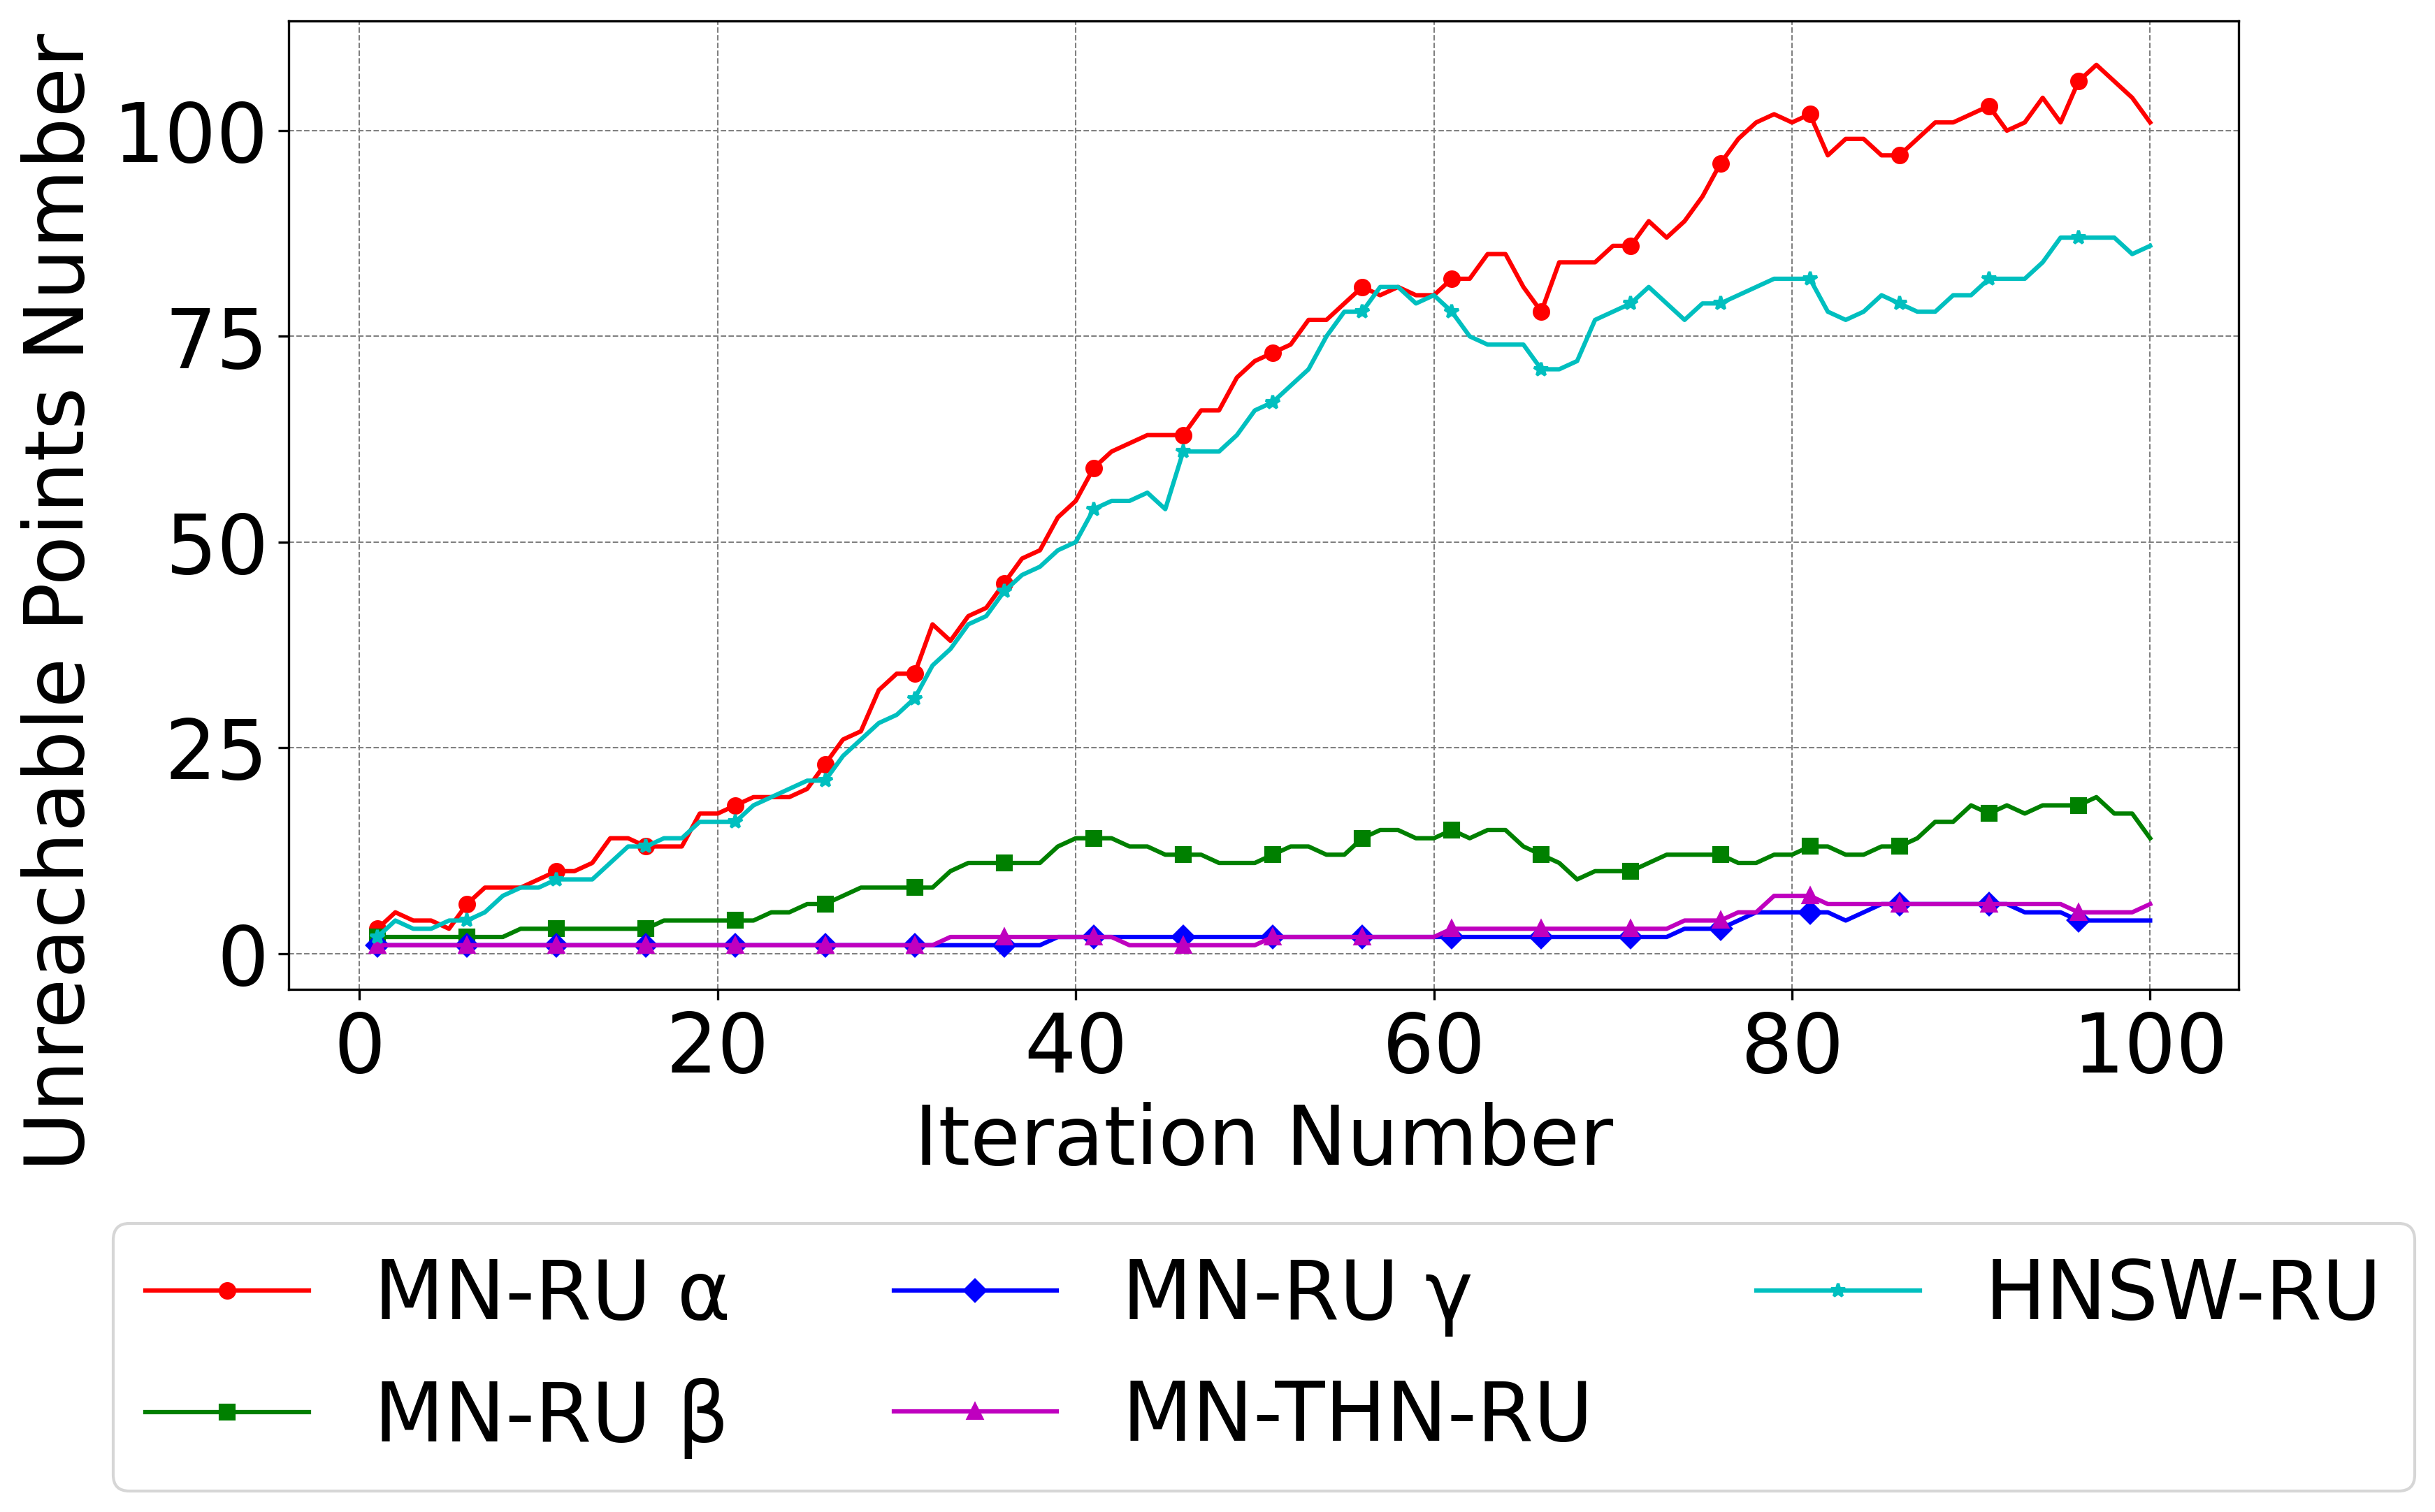 Unreachable Points Number
100
75
50
25
0
0 20 40 60 80 100
Iteration Number
MN-RU α MN-RU γ HNSW-RU
MN-RU β MN-THN-RU